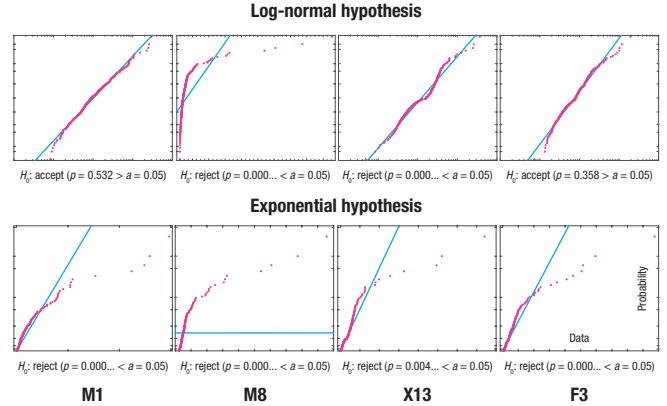 Log-normal hypothesis
H0: accept (p = 0.532 > a = 0.05) H0: reject (p = 0.000... < a = 0.05) H0: reject (p = 0.000... < a = 0.05) H0: accept (p = 0.358 > a = 0.05)
Exponential hypothesis
Probability
Data
H0: reject (p = 0.000... < a = 0.05) H0: reject (p = 0.000... < a = 0.05) H0: reject (p = 0.004... < a = 0.05) H0: reject (p = 0.000... < a = 0.05)
M1 M8 X13 F3